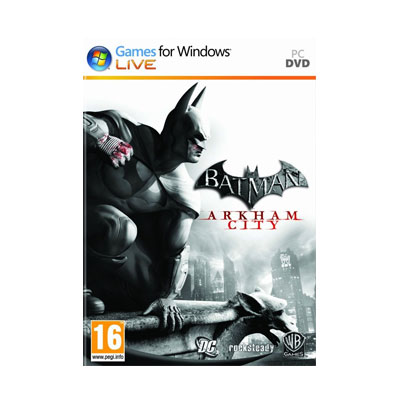 Games for Windows
LIVE
PC
DVD
BATMAN
ARKHAM
CITY
16
www.pegi.info
DC
rocksteady
WB
GAMES